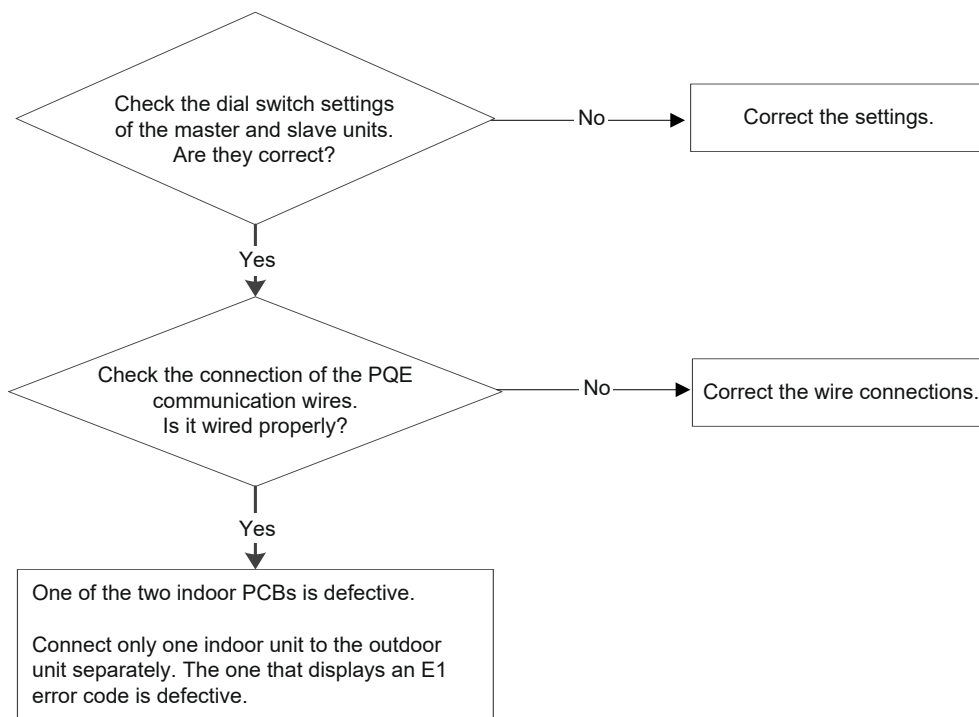 Check the dial switch settings
of the master and slave units.
Are they correct?
No
Correct the settings.
Yes
Check the connection of the PQE
communication wires.
Is it wired properly?
No
Correct the wire connections.
Yes
One of the two indoor PCBs is defective.
Connect only one indoor unit to the outdoor
unit separately. The one that displays an E1
error code is defective.